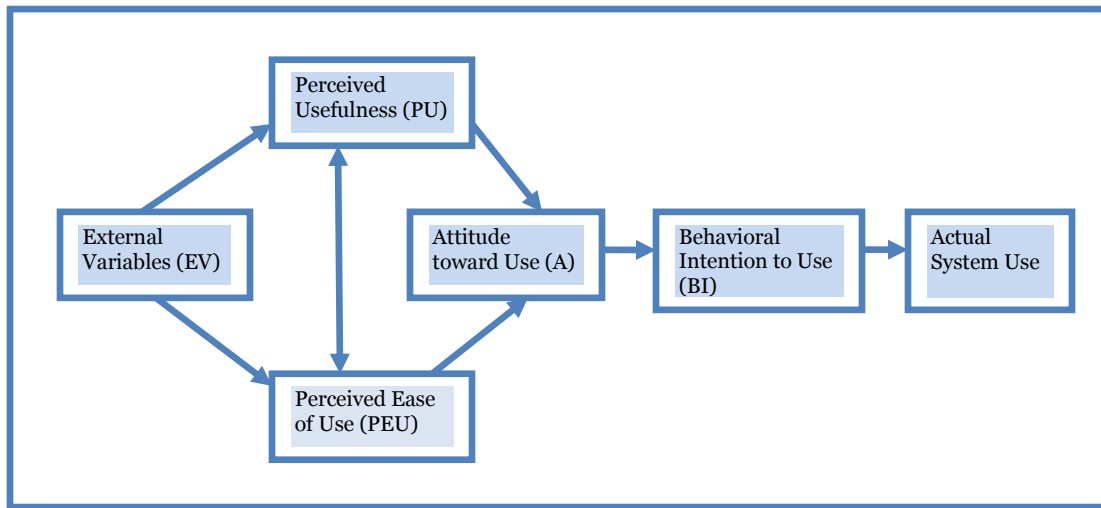 Perceived
Usefulness (PU)
External
Variables (EV)
Attitude
toward Use (A)
Behavioral
Intention to Use
(BI)
Actual
System Use
Perceived Ease
of Use (PEU)